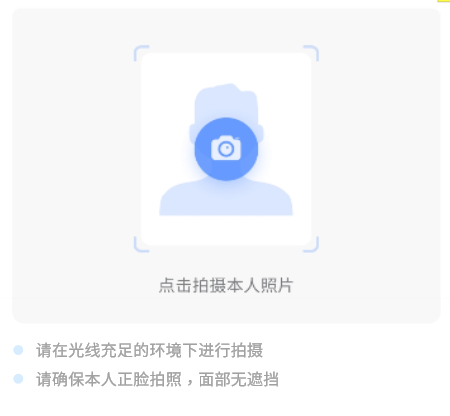 点击拍摄本人照片
请在光线充足的环境下进行拍摄
请确保本人正脸拍照，面部无遮挡